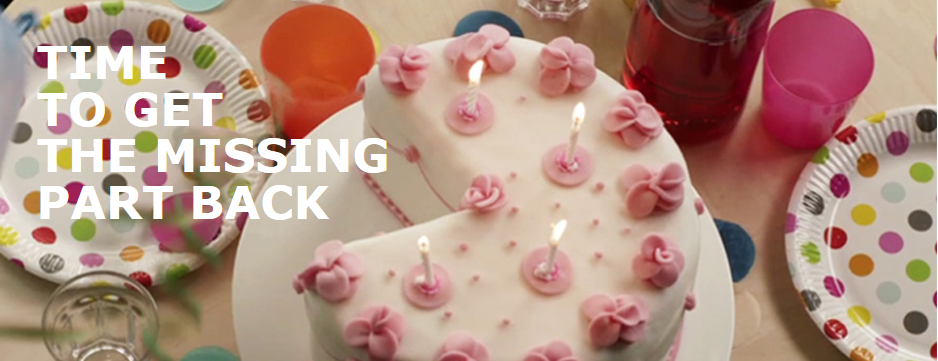 TIME
TO GET
THE MISSING
PART BACK